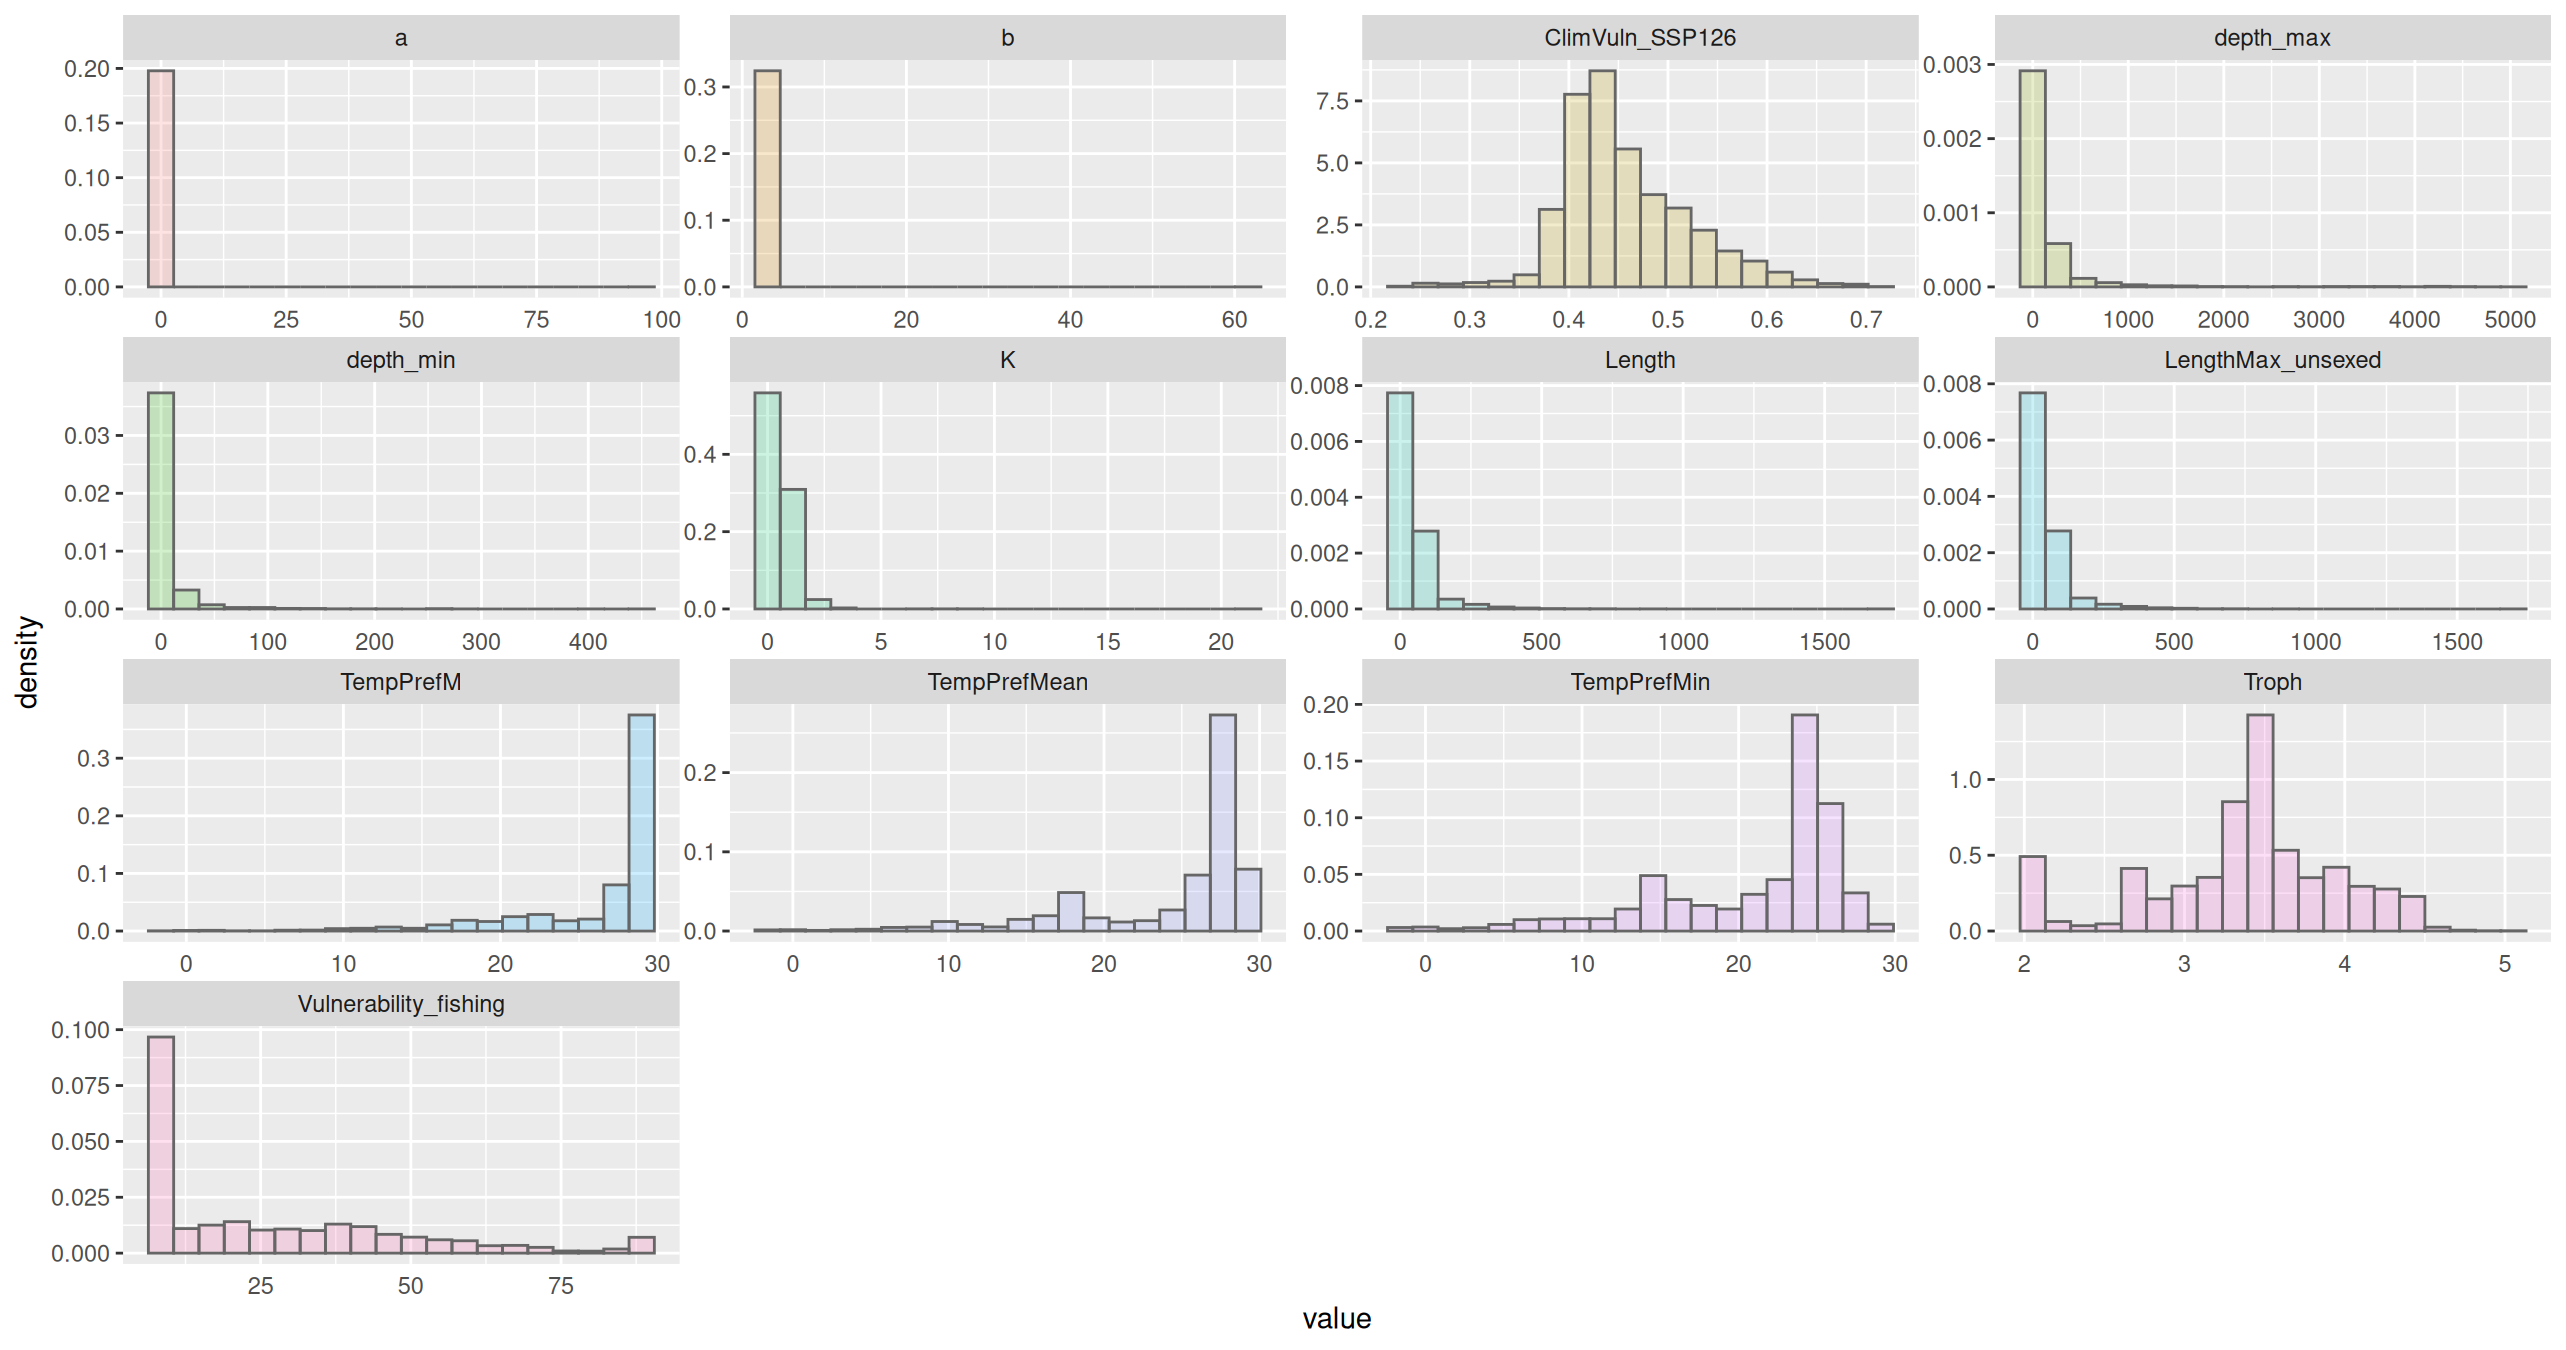 a
b
ClimVuln_SSP126
depth_max
0.20
0.15
0.10
0.05
0.00
0 25 50 75 100
0.3
0.2
0.1
0.0
0 20 40 60
7.5
5.0
2.5
0.0
0.2 0.3 0.4 0.5 0.6 0.7
0.003
0.002
0.001
0.000
0 1000 2000 3000 4000 5000
depth_min
K
Length
LengthMax_unsexed
0.03
0.02
0.01
0.00
0 100 200 300 400
0.4
0.2
0.0
0 5 10 15 20
0.008
0.006
0.004
0.002
0.000
0 500 1000 1500
0.008
0.006
0.004
0.002
0.000
0 500 1000 1500
TempPrefM
TempPrefMean
TempPrefMin
Troph
0.3
0.2
0.1
0.0
0 10 20 30
0.2
0.1
0.0
0 10 20 30
0.20
0.15
0.10
0.05
0.00
0 10 20 30
1.0
0.5
0.0
2 3 4 5
Vulnerability_fishing
0.100
0.075
0.050
0.025
0.000
25 50 75
density
value